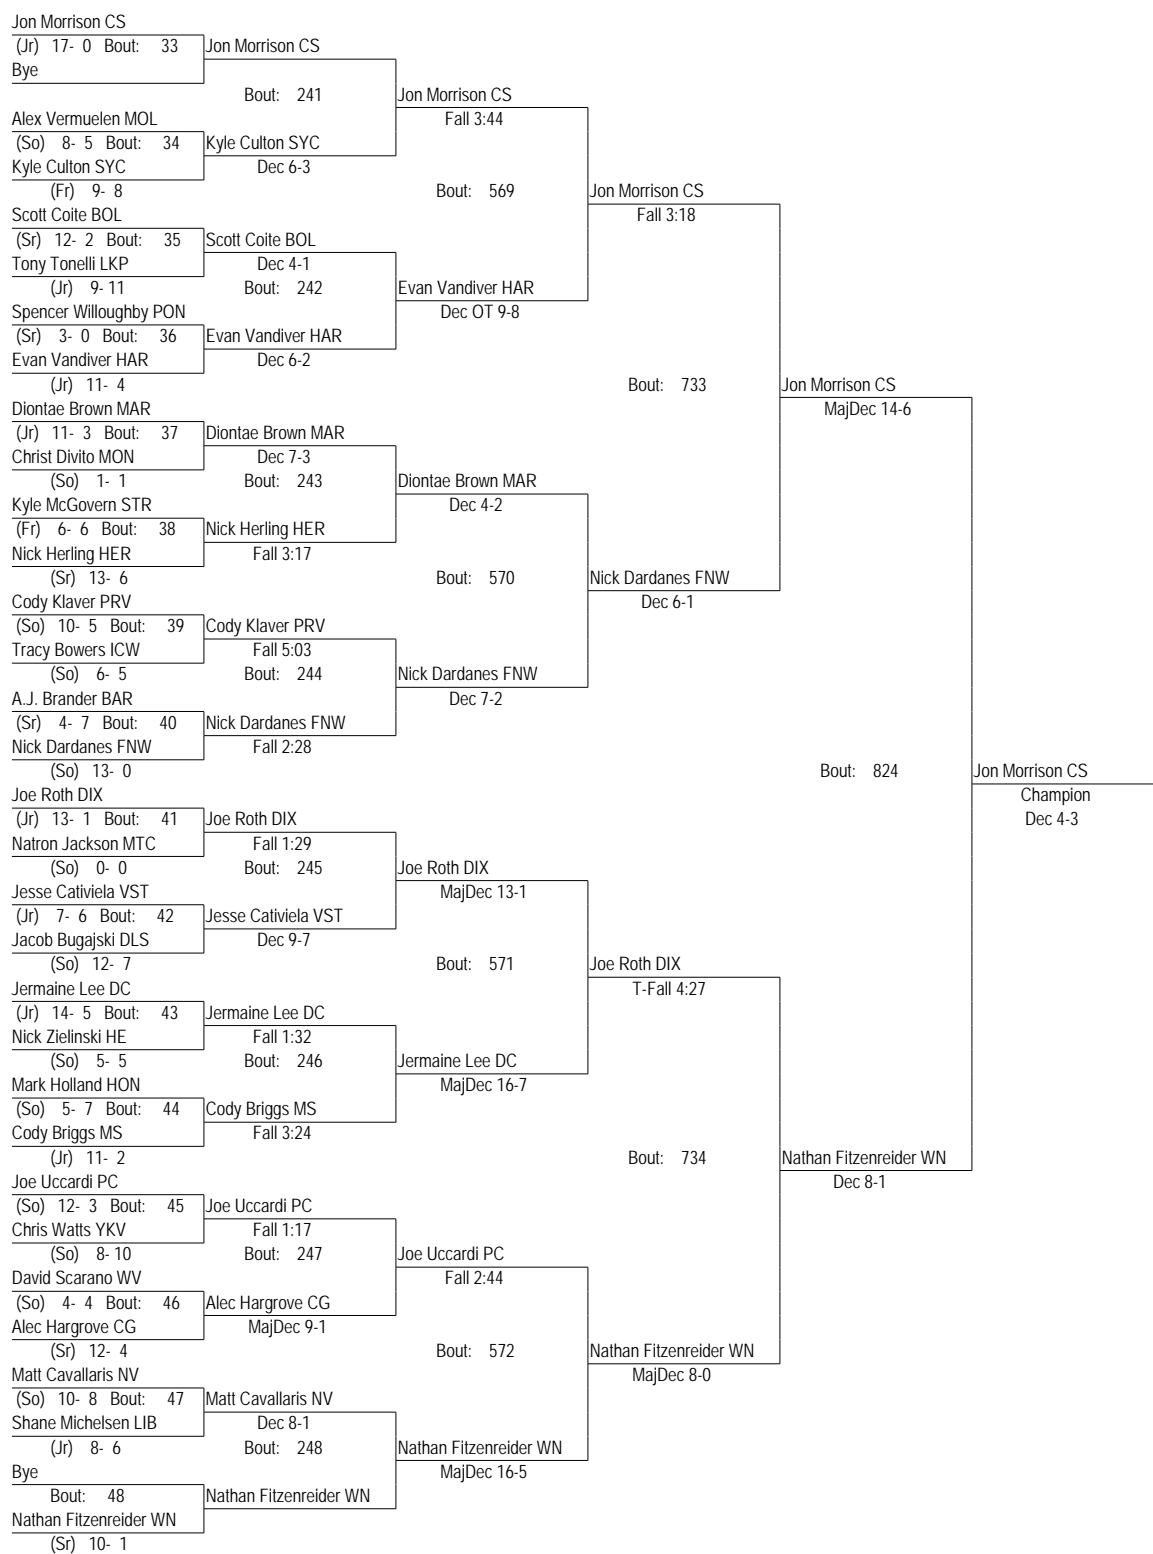 Jon Morrison CS
(Jr) 17- 0 Bout: 33 Jon Morrison CS
Bye
Bout: 241 Jon Morrison CS
Alex Vermuelen MOL Fall 3:44
(So) 8- 5 Bout: 34 Kyle Culton SYC
Kyle Culton SYC Dec 6-3
(Fr) 9- 8 Bout: 569 Jon Morrison CS
Scott Coite BOL Fall 3:18
(Sr) 12- 2 Bout: 35 Scott Coite BOL
Tony Tonelli LKP Dec 4-1
(Jr) 9- 11 Bout: 242 Evan Vandiver HAR
Spencer Willoughby PON Dec OT 9-8
(Sr) 3- 0 Bout: 36 Evan Vandiver HAR
Evan Vandiver HAR Dec 6-2
(Jr) 11- 4 Bout: 733 Jon Morrison CS
Diontae Brown MAR MajDec 14-6
(Jr) 11- 3 Bout: 37 Diontae Brown MAR
Christ Divito MON Dec 7-3
(So) 1- 1 Bout: 243 Diontae Brown MAR
Kyle McGovern STR Dec 4-2
(Fr) 6- 6 Bout: 38 Nick Herling HER
Nick Herling HER Fall 3:17
(Sr) 13- 6 Bout: 570 Nick Dardanes FNW
Cody Klaver PRV Dec 6-1
(So) 10- 5 Bout: 39 Cody Klaver PRV
Tracy Bowers ICW Fall 5:03
(So) 6- 5 Bout: 244 Nick Dardanes FNW
A.J. Brander BAR Dec 7-2
(Sr) 4- 7 Bout: 40 Nick Dardanes FNW
Nick Dardanes FNW Fall 2:28
(So) 13- 0 Bout: 824 Jon Morrison CS
Joe Roth DIX Champion
(Jr) 13- 1 Bout: 41 Joe Roth DIX Dec 4-3
Natron Jackson MTC Fall 1:29
(So) 0- 0 Bout: 245 Joe Roth DIX
Jesse Cativiela VST MajDec 13-1
(Jr) 7- 6 Bout: 42 Jesse Cativiela VST
Jacob Bugajski DLS Dec 9-7
(So) 12- 7 Bout: 571 Joe Roth DIX
Jermaine Lee DC T-Fall 4:27
(Jr) 14- 5 Bout: 43 Jermaine Lee DC
Nick Zielinski HE Fall 1:32
(So) 5- 5 Bout: 246 Jermaine Lee DC
Mark Holland HON MajDec 16-7
(So) 5- 7 Bout: 44 Cody Briggs MS
Cody Briggs MS Fall 3:24
(Jr) 11- 2 Bout: 734 Nathan Fitzenreider WN
Joe Uccardi PC Dec 8-1
(So) 12- 3 Bout: 45 Joe Uccardi PC
Chris Watts YKV Fall 1:17
(So) 8- 10 Bout: 247 Joe Uccardi PC
David Scarano WV Fall 2:44
(So) 4- 4 Bout: 46 Alec Hargrove CG
Alec Hargrove CG MajDec 9-1
(Sr) 12- 4 Bout: 572 Nathan Fitzenreider WN
Matt Cavallaris NV MajDec 8-0
(So) 10- 8 Bout: 47 Matt Cavallaris NV
Shane Michelsen LIB Dec 8-1
(Jr) 8- 6 Bout: 248 Nathan Fitzenreider WN
Bye MajDec 16-5
Bout: 48 Nathan Fitzenreider WN
Nathan Fitzenreider WN
(Sr) 10- 1